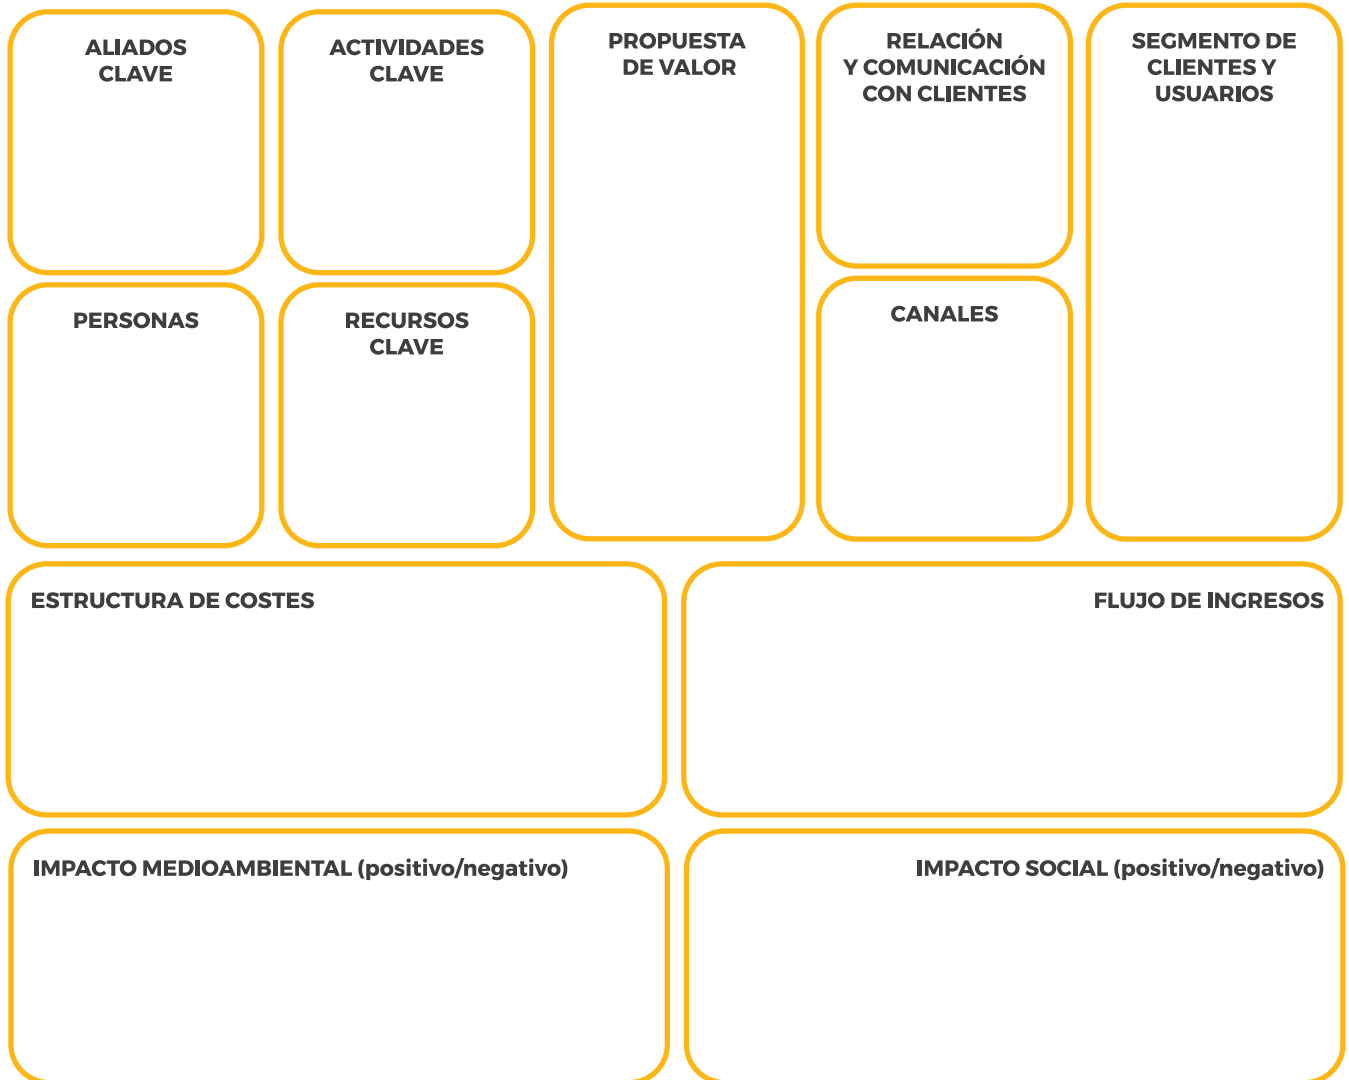 ALIADOS
CLAVE
ACTIVIDADES
CLAVE
PROPUESTA
DE VALOR
RELACIÓN
Y COMUNICACIÓN
CON CLIENTES
SEGMENTO DE
CLIENTES Y
USUARIOS
PERSONAS
RECURSOS
CLAVE
CANALES
ESTRUCTURA DE COSTES
FLUJO DE INGRESOS
IMPACTO MEDIOAMBIENTAL (positivo/negativo)
IMPACTO SOCIAL (positivo/negativo)